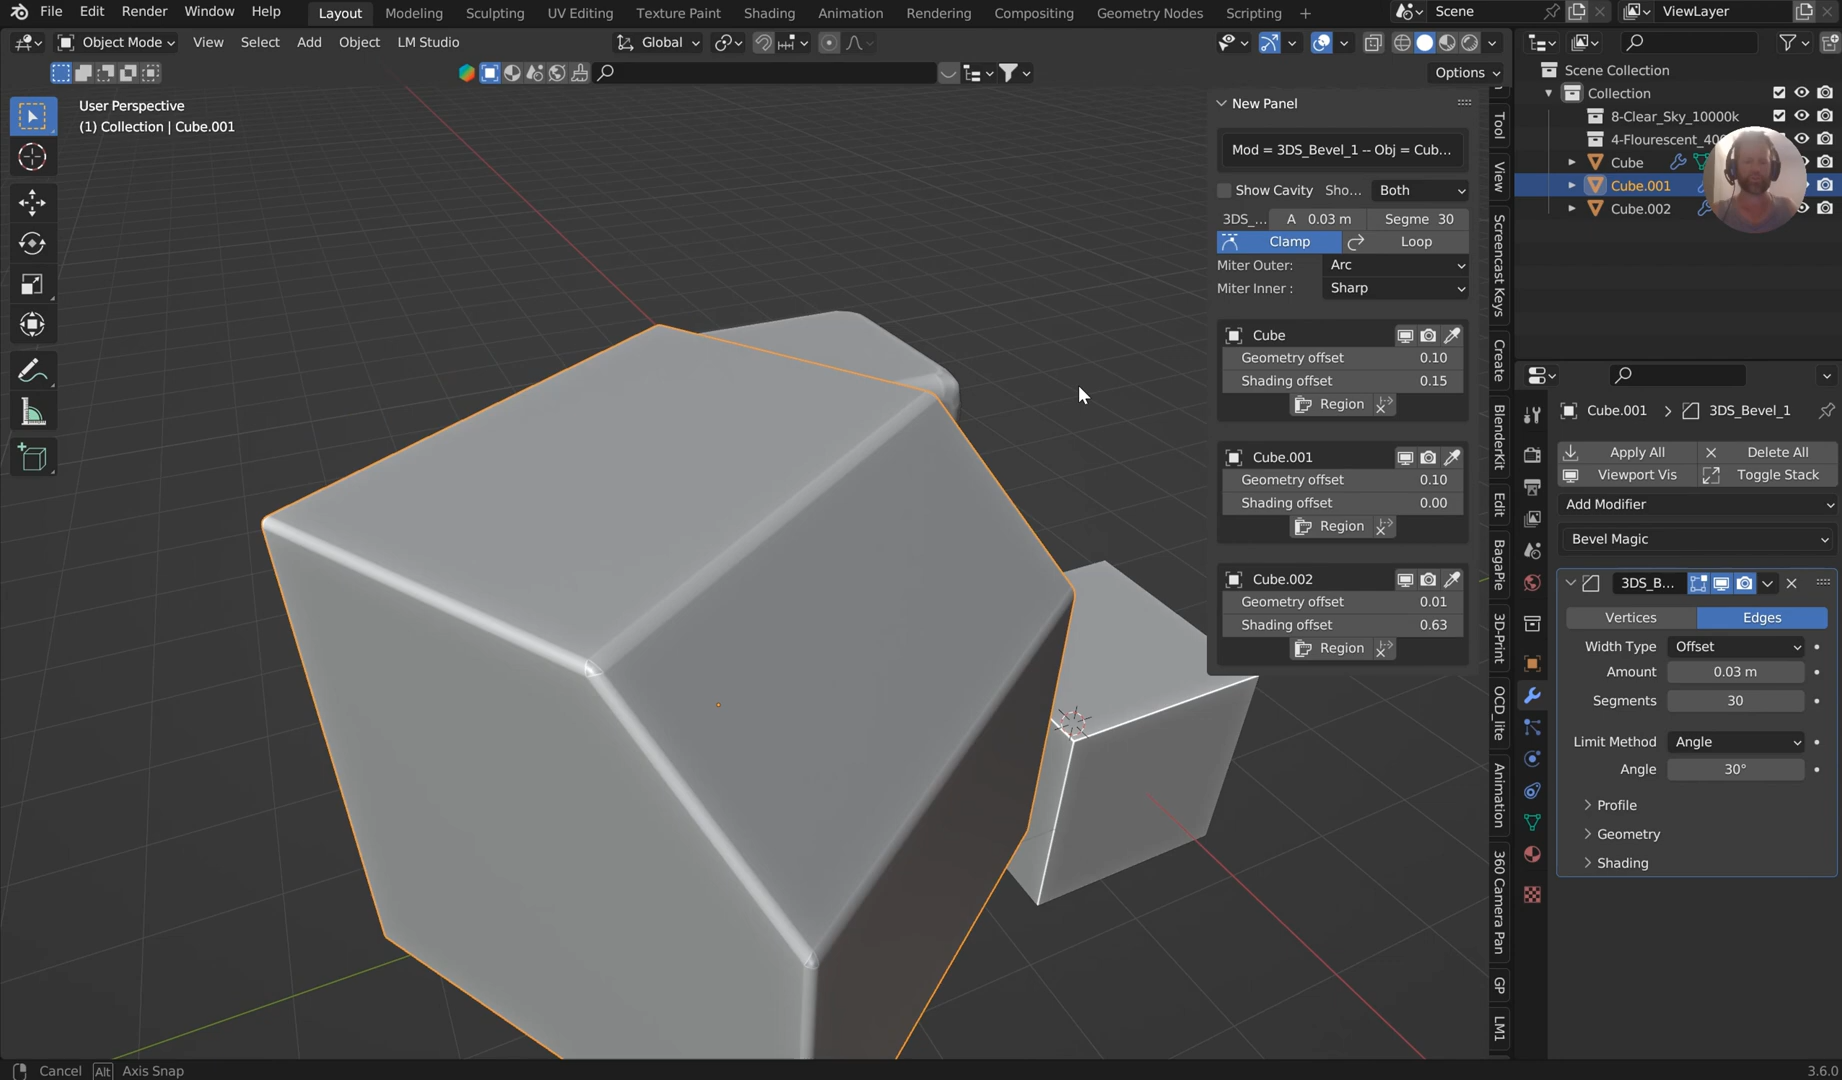 File Edit Render Window Help Layout Modeling Sculpting UV Editing Texture Paint Shading Animation Rendering Compositing Geometry Nodes Scripting + Scene ViewLayer
Object Mode View Select Add Object LM Studio Global
Options
User Perspective
(1) Collection | Cube.001
New Panel
Mod = 3DS_Bevel_1 -- Obj = Cub...
Show Cavity Sho... Both
3DS_... A 0.03 m Segme 30
Clamp Loop
Miter Outer: Arc
Miter Inner : Sharp
Cube
Geometry offset 0.10
Shading offset 0.15
Region
Cube.001
Geometry offset 0.10
Shading offset 0.00
Region
Cube.002
Geometry offset 0.01
Shading offset 0.63
Region
Tool
View
Screencast Keys
Create
BlenderKit
Edit
BagaPie
3D-Print
OCD_lite
Animation
360 Camera Pan
GP
LM1
Scene Collection
Collection
8-Clear_Sky_10000k
4-Flourescent_40
Cube
Cube.001
Cube.002
Cube.001 3DS_Bevel_1
Apply All Delete All
Viewport Vis Toggle Stack
Add Modifier
Bevel Magic
3DS_B...
Vertices Edges
Width Type Offset
Amount 0.03 m
Segments 30
Limit Method Angle
Angle 30°
Profile
Geometry
Shading
Cancel Alt Axis Snap 3.6.0